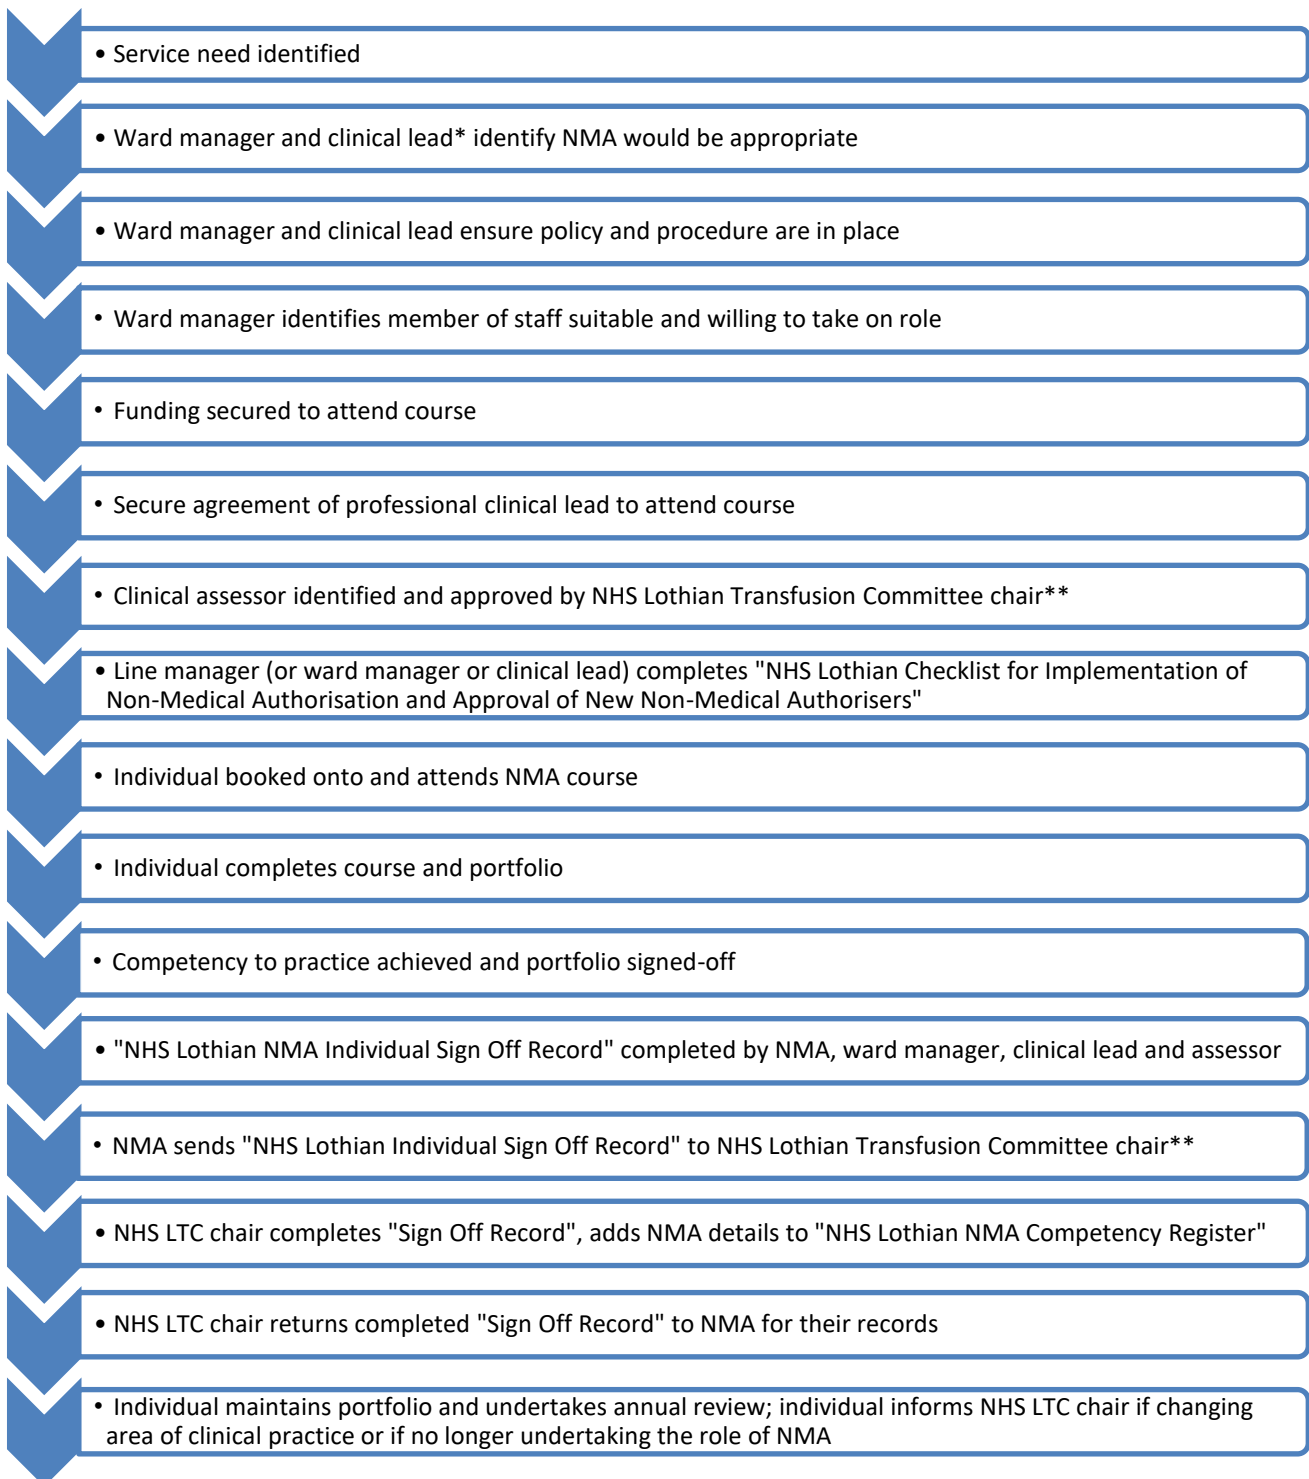 • Service need identified
• Ward manager and clinical lead* identify NMA would be appropriate
• Ward manager and clinical lead ensure policy and procedure are in place
• Ward manager identifies member of staff suitable and willing to take on role
• Funding secured to attend course
• Secure agreement of professional clinical lead to attend course
• Clinical assessor identified and approved by NHS Lothian Transfusion Committee chair**
• Line manager (or ward manager or clinical lead) completes "NHS Lothian Checklist for Implementation of
Non-Medical Authorisation and Approval of New Non-Medical Authorisers"
• Individual booked onto and attends NMA course
• Individual completes course and portfolio
• Competency to practice achieved and portfolio signed-off
• "NHS Lothian NMA Individual Sign Off Record" completed by NMA, ward manager, clinical lead and assessor
• NMA sends "NHS Lothian Individual Sign Off Record" to NHS Lothian Transfusion Committee chair**
• NHS LTC chair completes "Sign Off Record", adds NMA details to "NHS Lothian NMA Competency Register"
• NHS LTC chair returns completed "Sign Off Record" to NMA for their records
• Individual maintains portfolio and undertakes annual review; individual informs NHS LTC chair if changing
area of clinical practice or if no longer undertaking the role of NMA